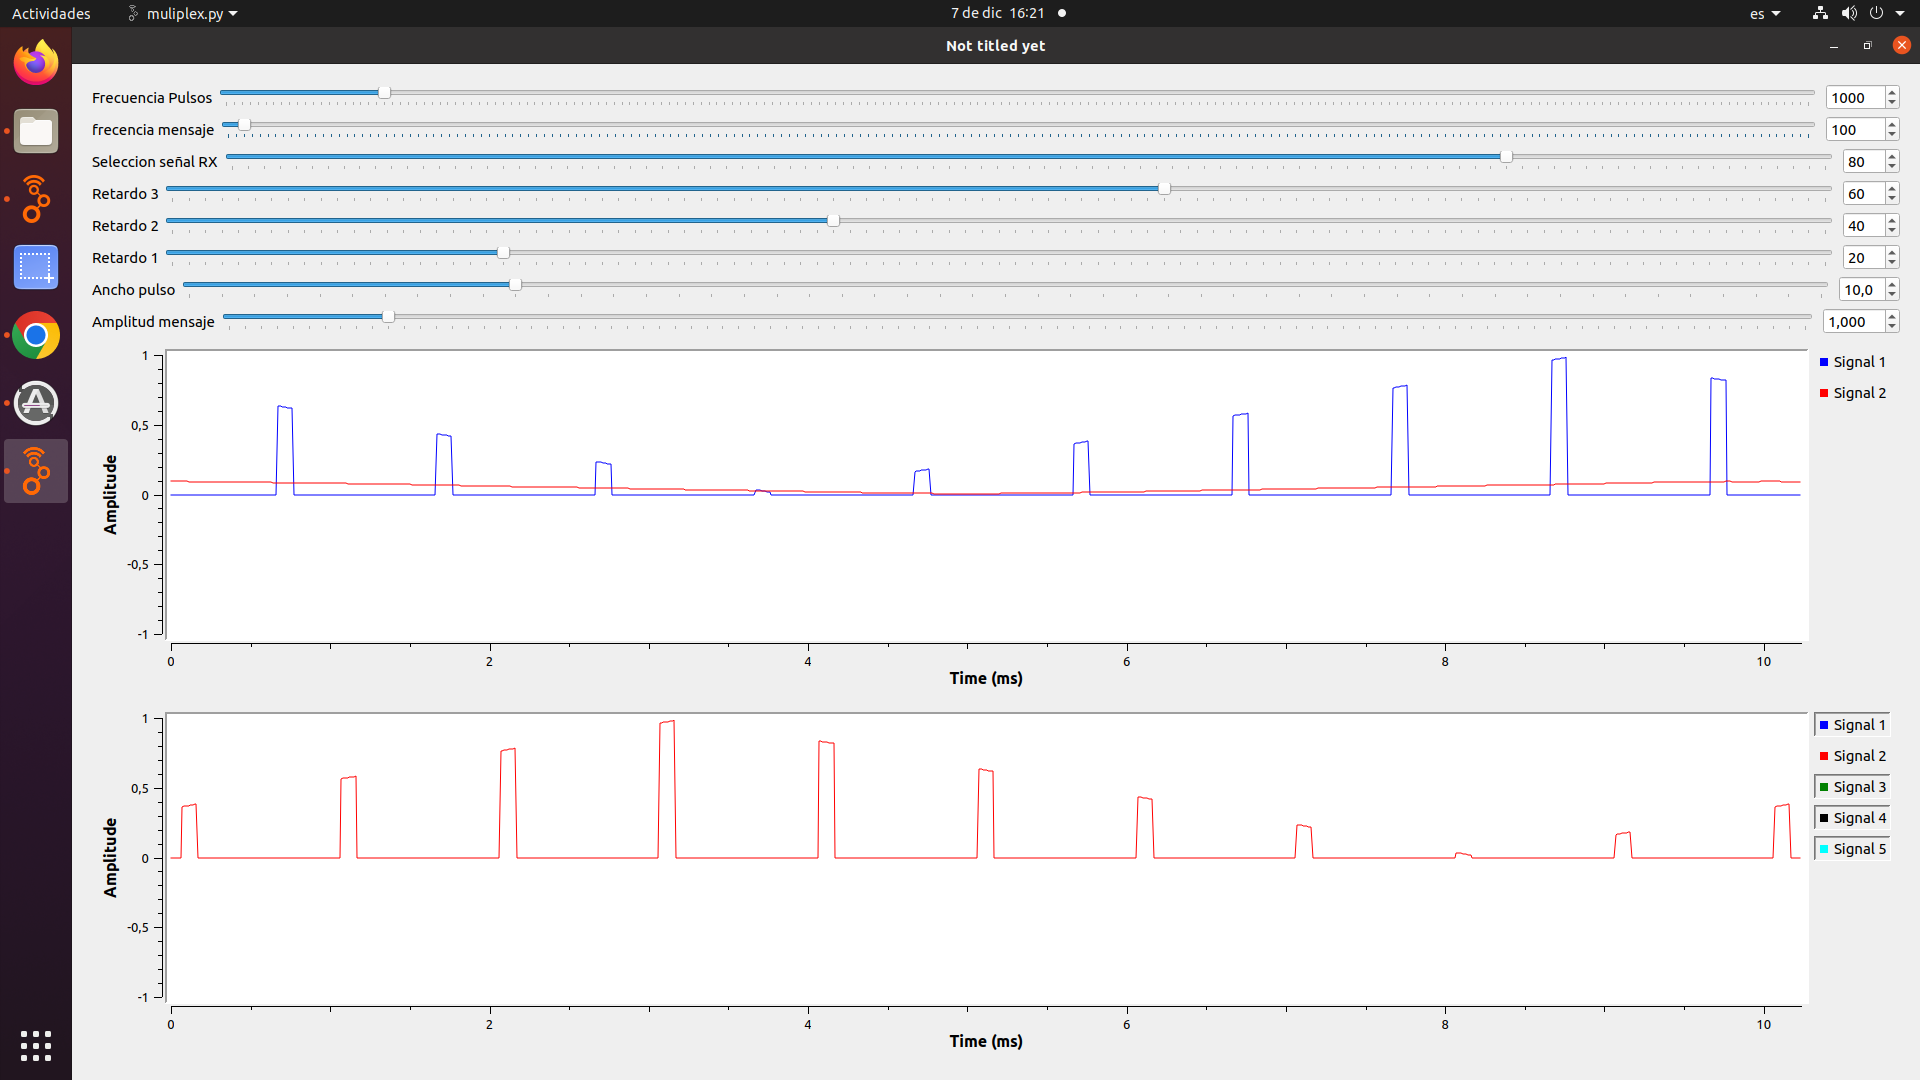 Actividades muliplex.py 7 de dic 16:21 es
Not titled yet
Frecuencia Pulsos 1000
frecencia mensaje 100
Seleccion señal RX 80
Retardo 3 60
Retardo 2 40
Retardo 1 20
Ancho pulso 10,0
Amplitud mensaje 1,000
1
0,5
0
-0,5
-1
Amplitude
0 2 4 6 8 10
Time (ms)
Signal 1
Signal 2
1
0,5
0
-0,5
-1
Amplitude
0 2 4 6 8 10
Time (ms)
Signal 1
Signal 2
Signal 3
Signal 4
Signal 5